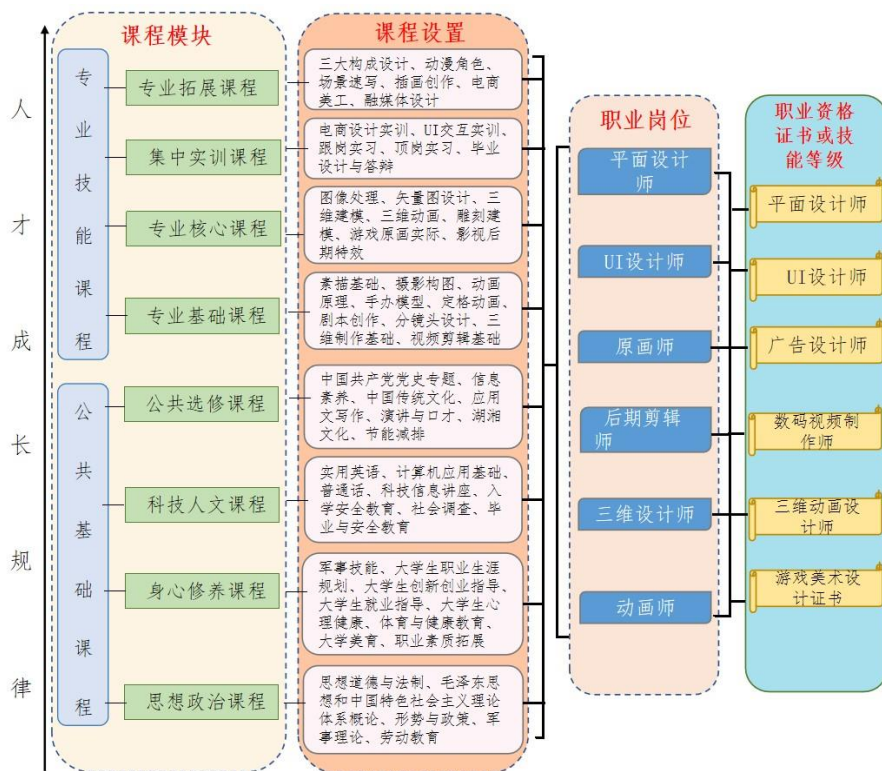 人才成长规律
课程模块
专业技能课程
专业拓展课程
集中实训课程
专业核心课程
专业基础课程
公共基础课程
公共选修课程
科技人文课程
身心修养课程
思想政治课程
课程设置
三大构成设计、动漫角色、
场景速写、插画创作、电商
美工、融媒体设计
电商设计实训、UI交互实训、
跟岗实习、顶岗实习、毕业
设计与答辩
图像处理、矢量图设计、三
维建模、三维动画、雕刻建
模、游戏原画实际、影视后
期特效
素描基础、摄影构图、动画
原理、手办模型、定格动画、
剧本创作、分镜头设计、三
维制作基础、视频剪辑基础
中国共产党党史专题、信息
素养、中国传统文化、应用
文写作、演讲与口才、湖湘
文化、节能减排
实用英语、计算机应用基础、
普通话、科技信息讲座、入
学安全教育、社会调查、毕
业与安全教育
军事技能、大学生职业生涯
规划、大学生创新创业指导、
大学生就业指导、大学生心
理健康、体育与健康教育、
大学美育、职业素质拓展
思想道德与法制、毛泽东思
想和中国特色社会主义理论
体系概论、形势与政策、军
事理论、劳动教育
职业岗位
平面设计
师
UI设计师
原画师
后期剪辑
师
三维设计师
动画师
职业资格
证书或技
能等级
平面设计师
UI设计师
广告设计师
数码视频制
作师
三维动画设
计师
游戏美术设
计证书